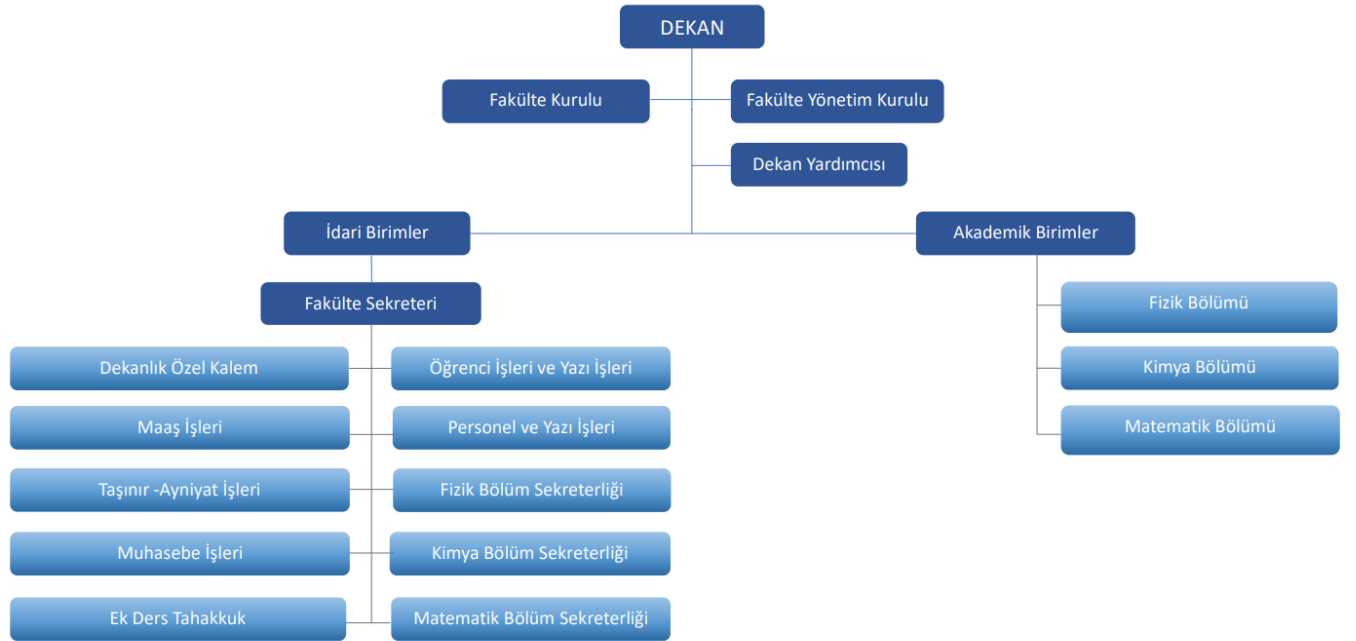 DEKAN
Fakülte Kurulu
Fakülte Yönetim Kurulu
Dekan Yardımcısı
İdari Birimler
Akademik Birimler
Fakülte Sekreteri
Fizik Bölümü
Dekanlık Özel Kalem
Öğrenci İşleri ve Yazı İşleri
Kimya Bölümü
Maaş İşleri
Personel ve Yazı İşleri
Matematik Bölümü
Taşınır -Ayniyat İşleri
Fizik Bölüm Sekreterliği
Muhasebe İşleri
Kimya Bölüm Sekreterliği
Ek Ders Tahakkuk
Matematik Bölüm Sekreterliği